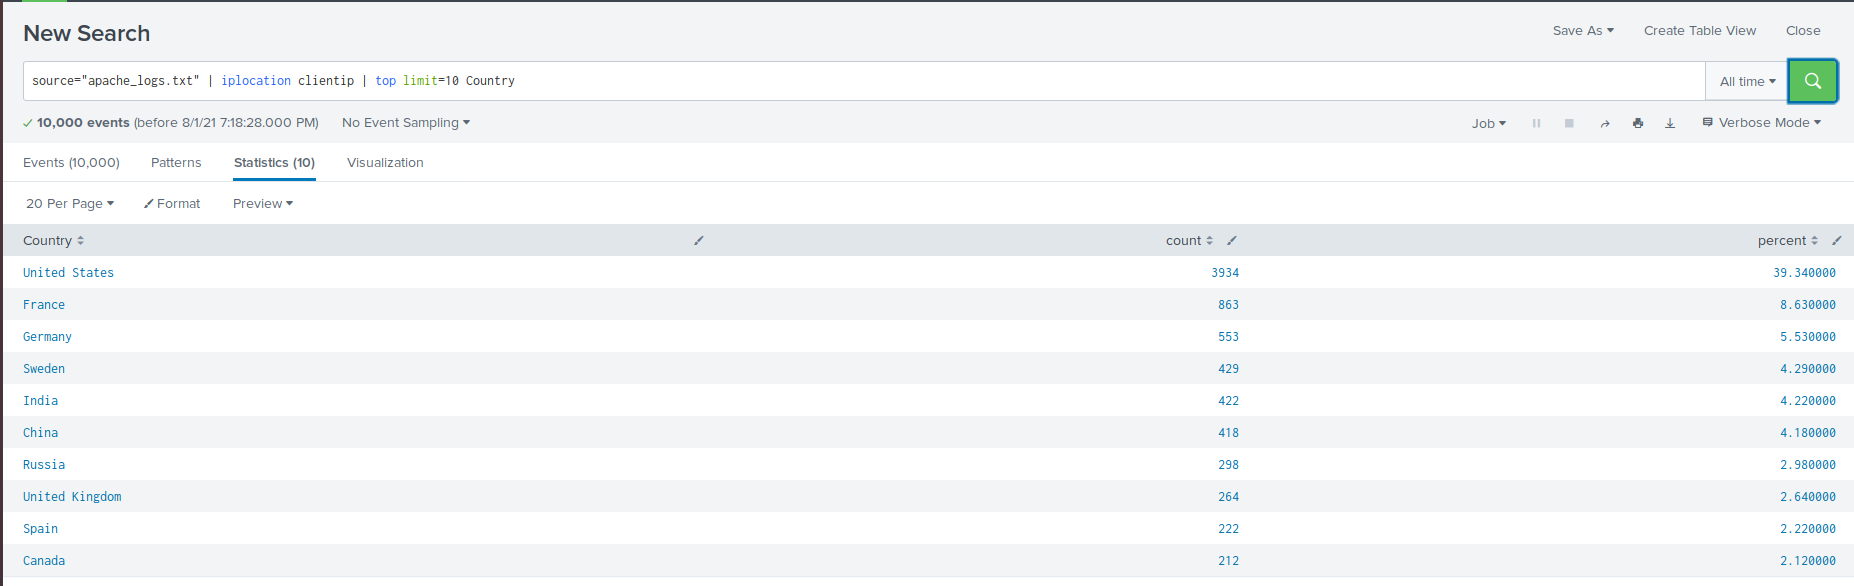 New Search
Save As Create Table View Close
source="apache_logs.txt" | iplocation clientip | top limit=10 Country
All time
10,000 events (before 8/1/21 7:18:28.000 PM) No Event Sampling
Job Verbose Mode
Events (10,000) Patterns Statistics (10) Visualization
20 Per Page Format Preview
Country count percent
United States 3934 39.340000
France 863 8.630000
Germany 553 5.530000
Sweden 429 4.290000
India 422 4.220000
China 418 4.180000
Russia 298 2.980000
United Kingdom 264 2.640000
Spain 222 2.220000
Canada 212 2.120000